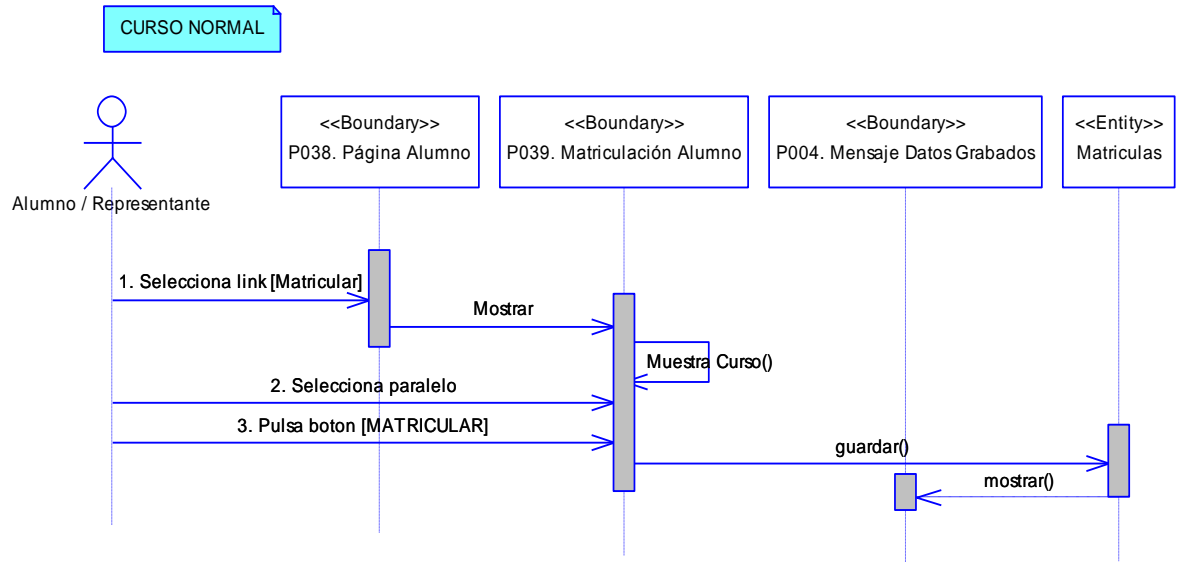 CURSO NORMAL
<<Boundary>>
P038. Página Alumno
<<Boundary>>
P039. Matriculación Alumno
<<Boundary>>
P004. Mensaje Datos Grabados
<<Entity>>
Matriculas
Alumno / Representante
1. Selecciona link [Matricular]
Mostrar
Muestra Curso()
2. Selecciona paralelo
3. Pulsa boton [MATRICULAR]
guardar()
mostrar()